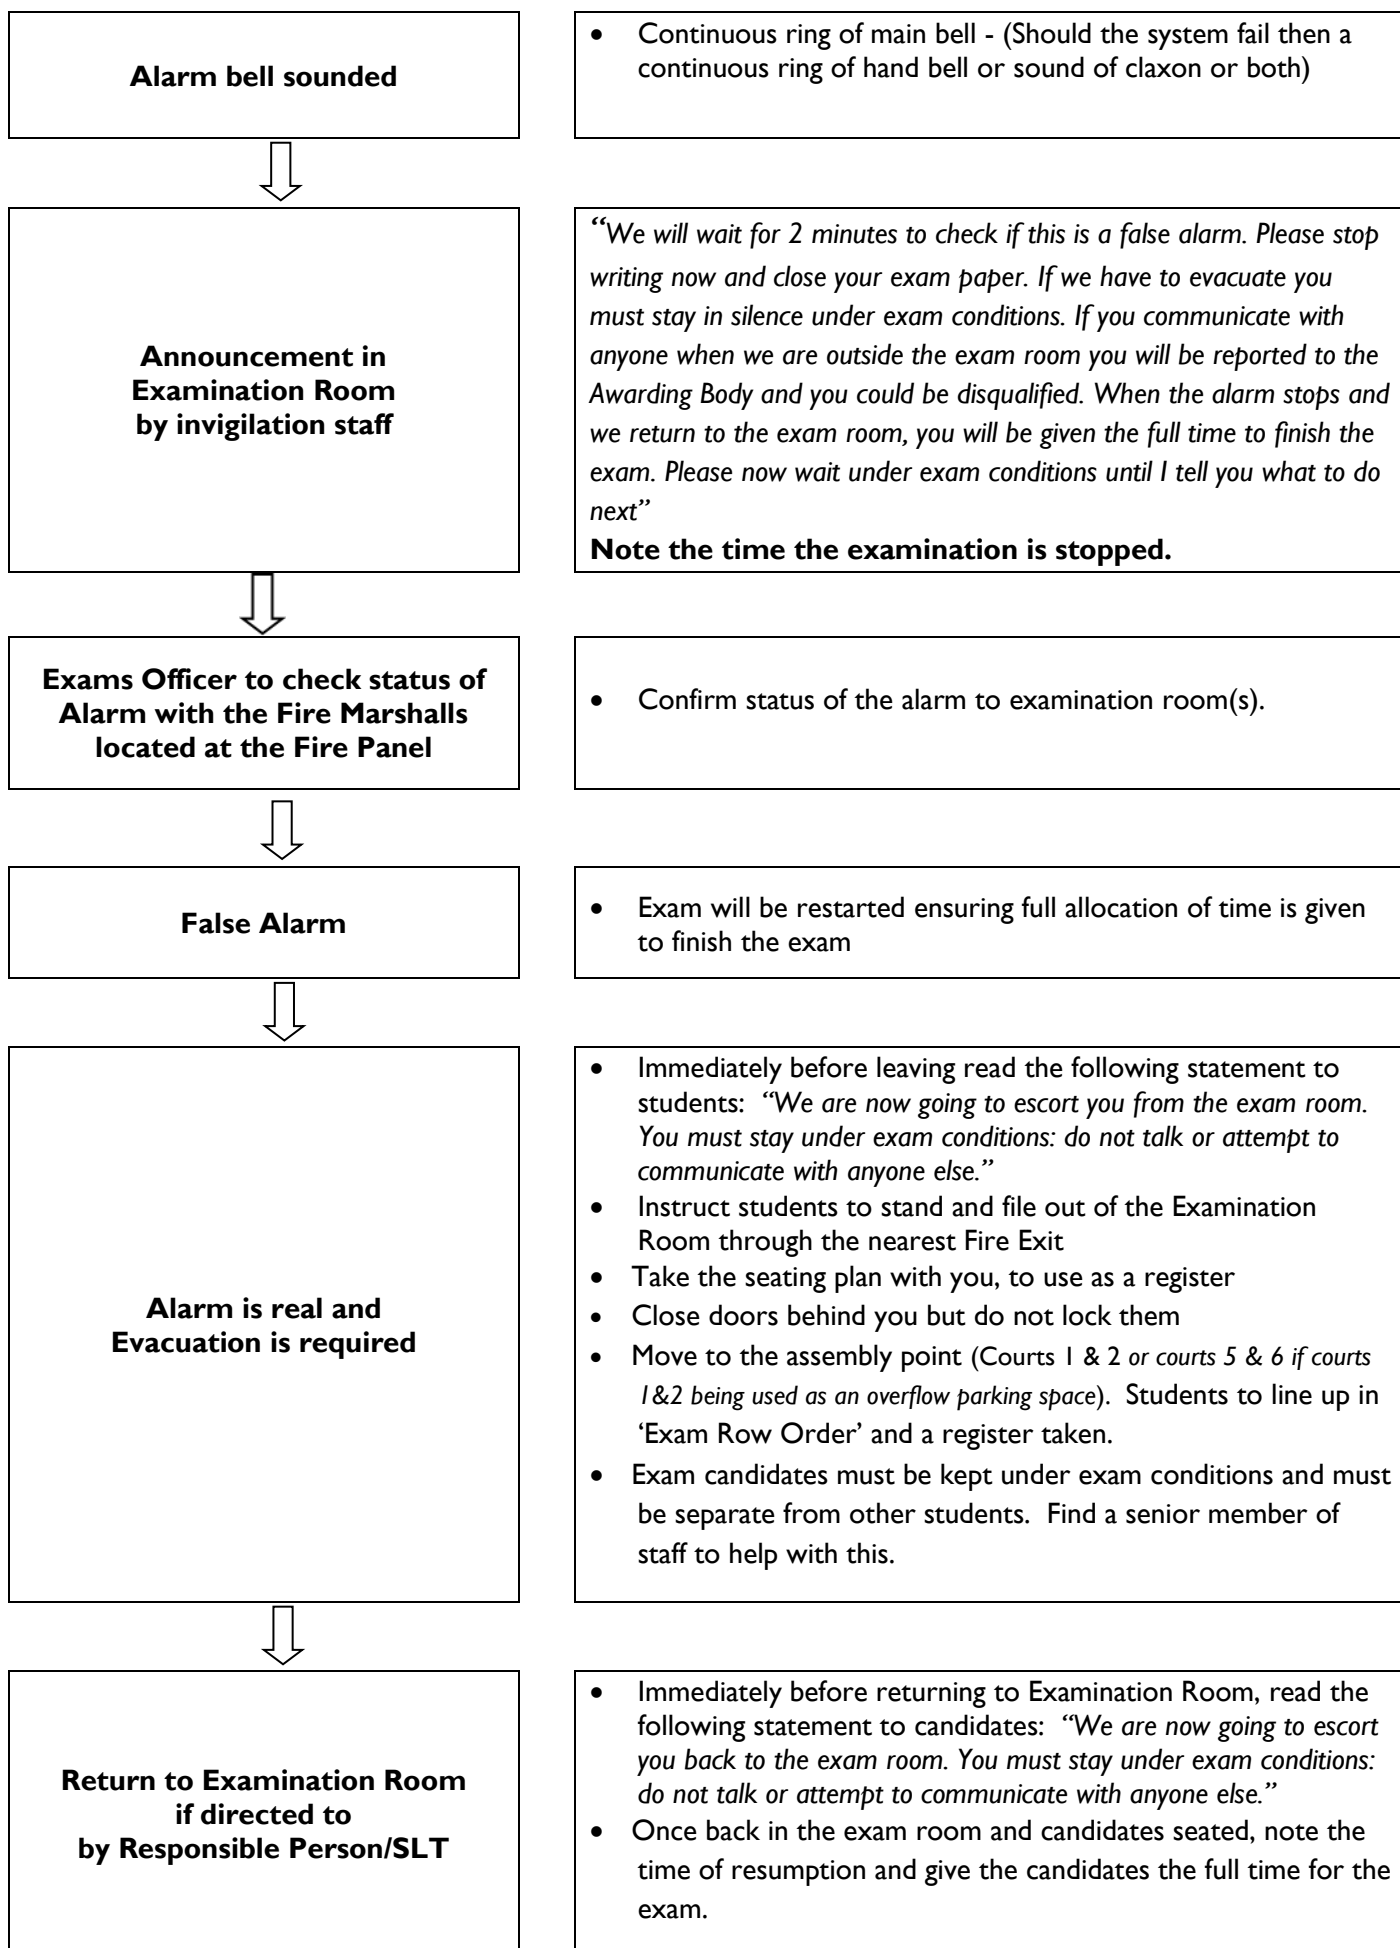 Alarm bell sounded
• Continuous ring of main bell - (Should the system fail then a
continuous ring of hand bell or sound of claxon or both)
Announcement in
Examination Room
by invigilation staff
“We will wait for 2 minutes to check if this is a false alarm. Please stop
writing now and close your exam paper. If we have to evacuate you
must stay in silence under exam conditions. If you communicate with
anyone when we are outside the exam room you will be reported to the
Awarding Body and you could be disqualified. When the alarm stops and
we return to the exam room, you will be given the full time to finish the
exam. Please now wait under exam conditions until I tell you what to do
next”
Note the time the examination is stopped.
Exams Officer to check status of
Alarm with the Fire Marshalls
located at the Fire Panel
• Confirm status of the alarm to examination room(s).
False Alarm
• Exam will be restarted ensuring full allocation of time is given
to finish the exam
Alarm is real and
Evacuation is required
• Immediately before leaving read the following statement to
students: “We are now going to escort you from the exam room.
You must stay under exam conditions: do not talk or attempt to
communicate with anyone else.”
• Instruct students to stand and file out of the Examination
Room through the nearest Fire Exit
• Take the seating plan with you, to use as a register
• Close doors behind you but do not lock them
• Move to the assembly point (Courts 1 & 2 or courts 5 & 6 if courts
1&2 being used as an overflow parking space). Students to line up in
‘Exam Row Order’ and a register taken.
• Exam candidates must be kept under exam conditions and must
be separate from other students. Find a senior member of
staff to help with this.
Return to Examination Room
if directed to
by Responsible Person/SLT
• Immediately before returning to Examination Room, read the
following statement to candidates: “We are now going to escort
you back to the exam room. You must stay under exam conditions:
do not talk or attempt to communicate with anyone else.”
• Once back in the exam room and candidates seated, note the
time of resumption and give the candidates the full time for the
exam.